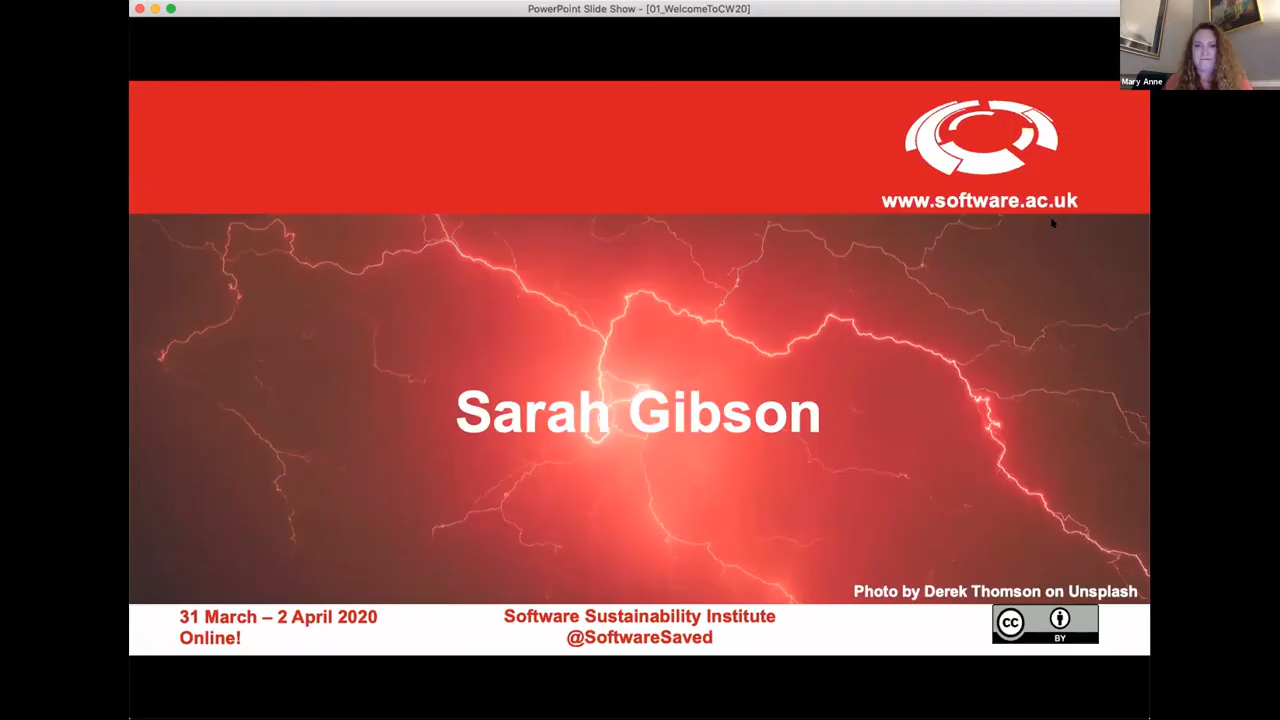 PowerPoint Slide Show - [01_WelcomeToCW20]
Mary Anne
www.software.ac.uk
Sarah Gibson
Photo by Derek Thomson on Unsplash
31 March – 2 April 2020
Online!
Software Sustainability Institute
@SoftwareSaved
cc
BY